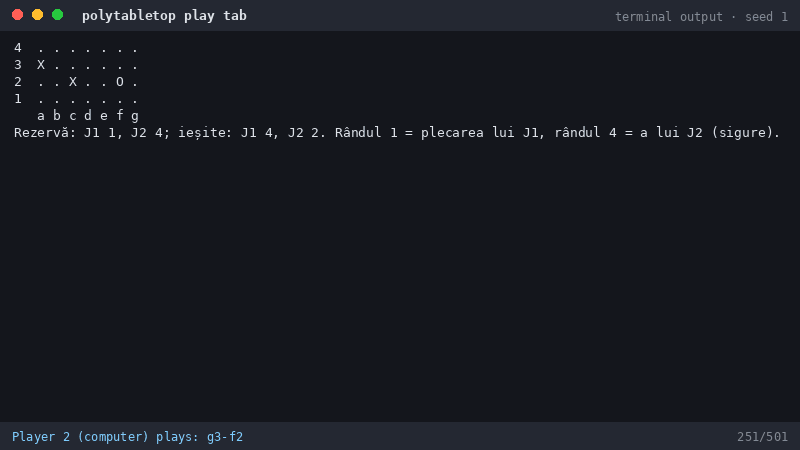 polytabletop play tab
terminal output · seed 1
4 . . . . . . .
3 X . . . . . .
2 . . X . . O .
1 . . . . . . .
a b c d e f g
Rezervă: J1 1, J2 4; ieșite: J1 4, J2 2. Rândul 1 = plecarea lui J1, rândul 4 = a lui J2 (sigure).
Player 2 (computer) plays: g3-f2
251/501